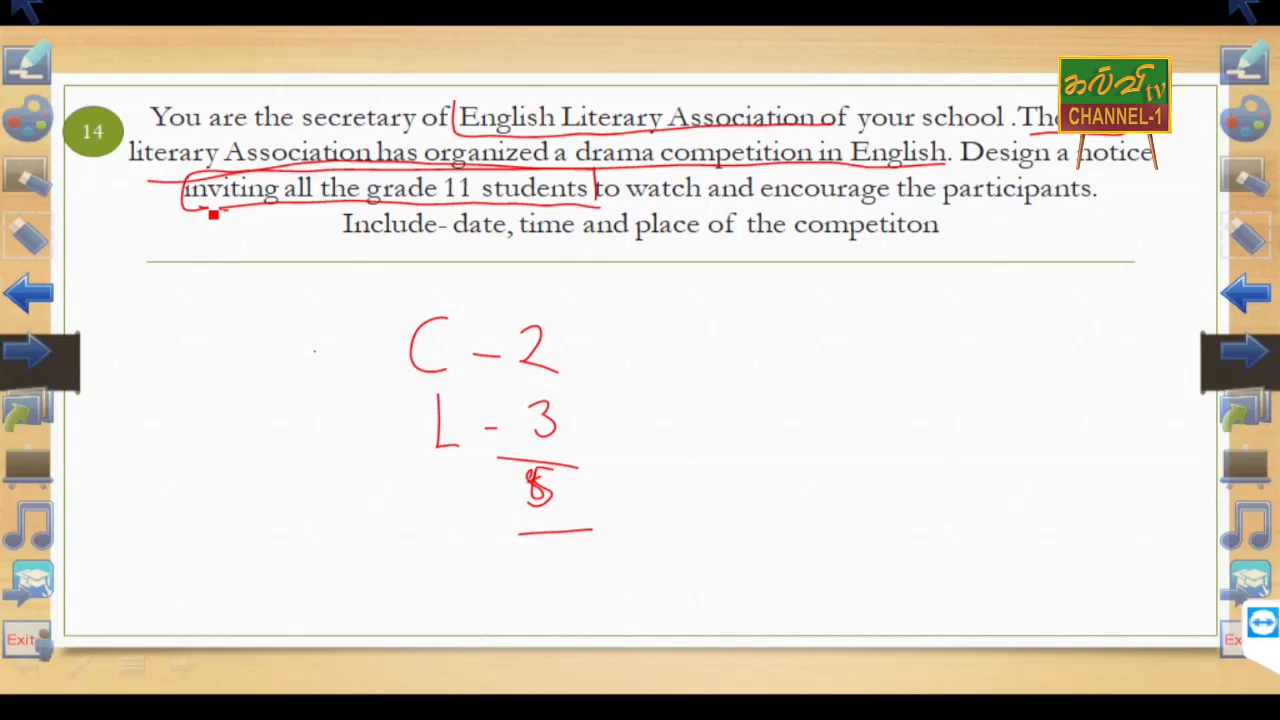 கல்வி tv
CHANNEL-1
14
You are the secretary of English Literary Association of your school .The
literary Association has organized a drama competition in English. Design a notice
inviting all the grade 11 students to watch and encourage the participants.
Include- date, time and place of the competiton
C - 2
L - 3
5
Exit